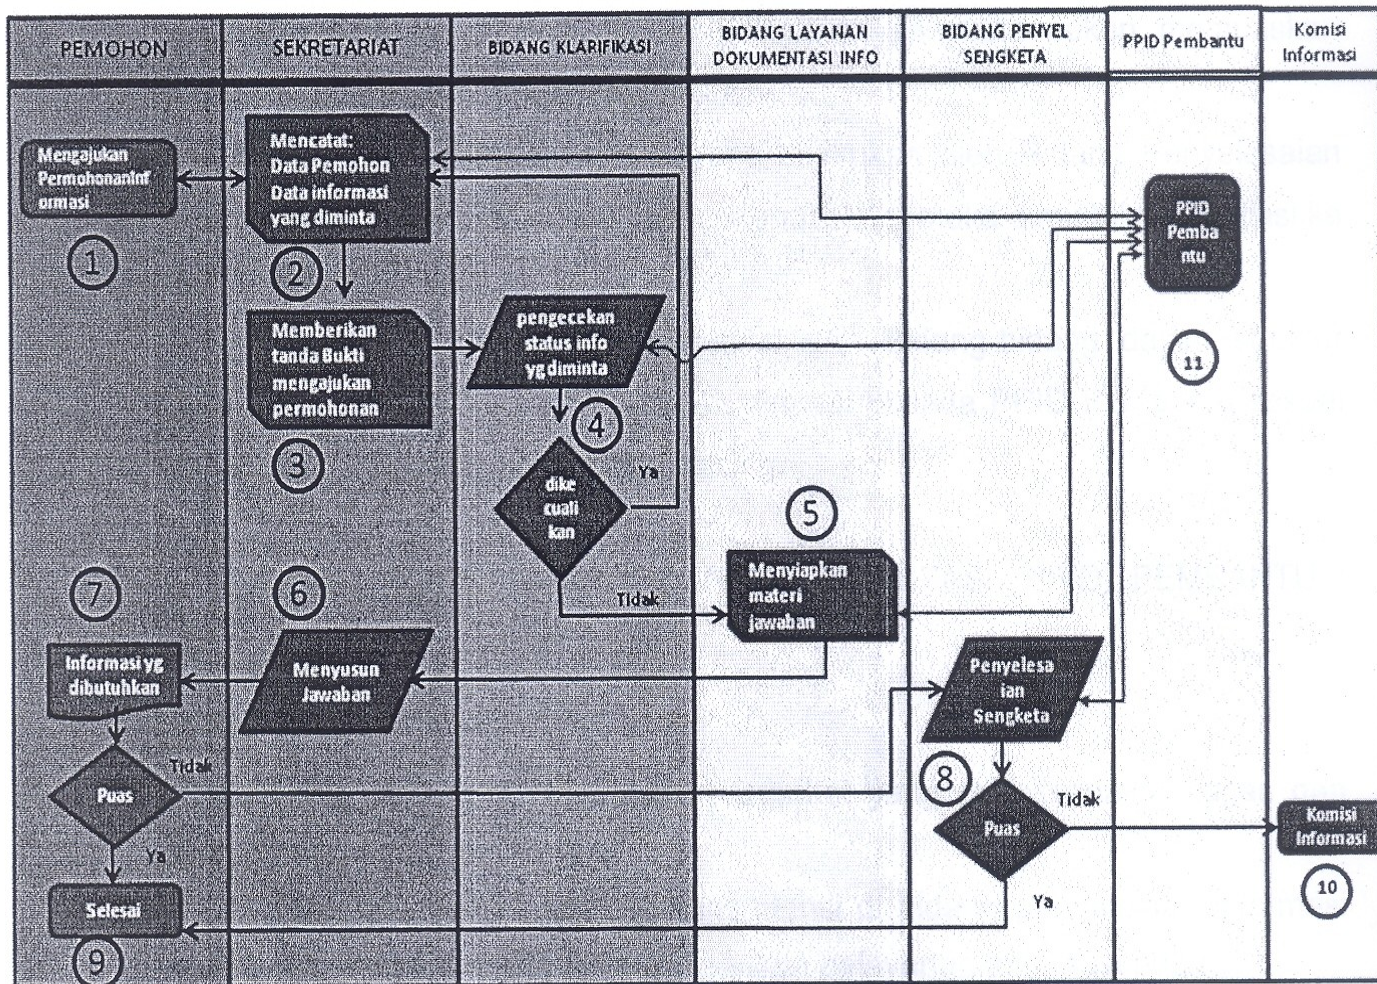 PEMOHON
SEKRETARIAT
BIDANG KLARIFIKASI
BIDANG LAYANAN
DOKUMENTASI INFO
BIDANG PENYEL
SENGKETA
PPID Pembantu
Komisi
Informasi
Mengajukan
PermohonanInf
ormasi
1
Mencatat:
Data Pemohon
Data informasi
yang diminta
2
Memberikan
tanda Bukti
mengajukan
permohonan
3
pengecekan
status info
yg diminta
4
dike
cuali
kan
Ya
Tidak
5
Menyiapkan
materi
jawaban
PPID
Pemba
ntu
11
6
Menyusun
Jawaban
7
Informasi yg
dibutuhkan
Puas
Tidak
Ya
Selesai
9
Penyelesa
ian
Sengketa
8
Puas
Tidak
Ya
Komisi
Informasi
10